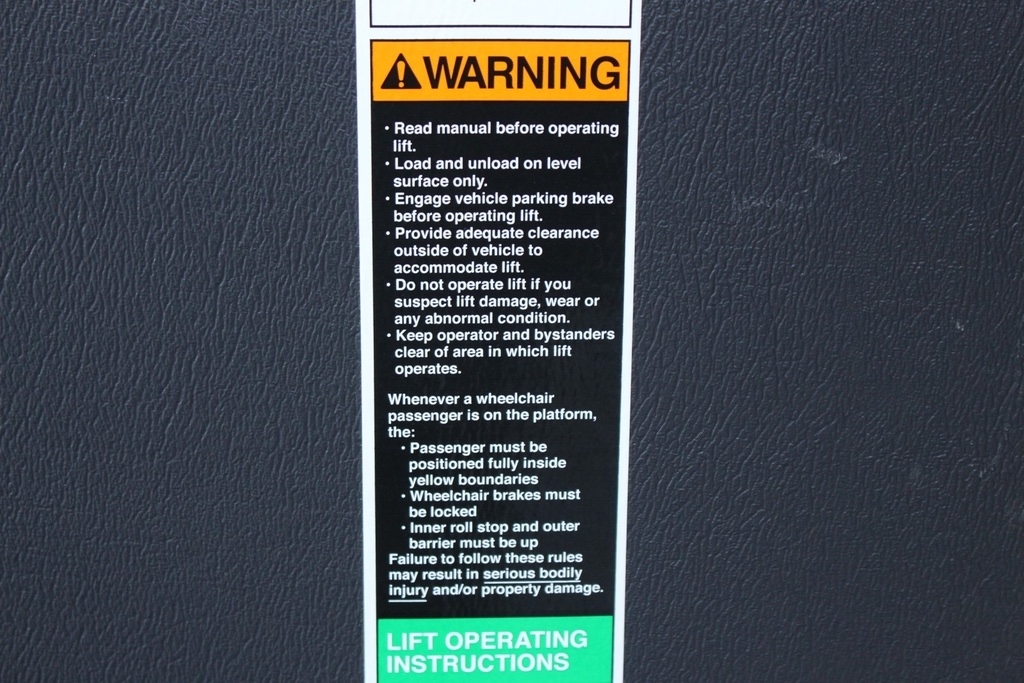 WARNING
• Read manual before operating
lift.
• Load and unload on level
surface only.
• Engage vehicle parking brake
before operating lift.
• Provide adequate clearance
outside of vehicle to
accommodate lift.
• Do not operate lift if you
suspect lift damage, wear or
any abnormal condition.
• Keep operator and bystanders
clear of area in which lift
operates.
Whenever a wheelchair
passenger is on the platform,
the:
• Passenger must be
positioned fully inside
yellow boundaries
• Wheelchair brakes must
be locked
• Inner roll stop and outer
barrier must be up
Failure to follow these rules
may result in serious bodily
injury and/or property damage.
LIFT OPERATING
INSTRUCTIONS